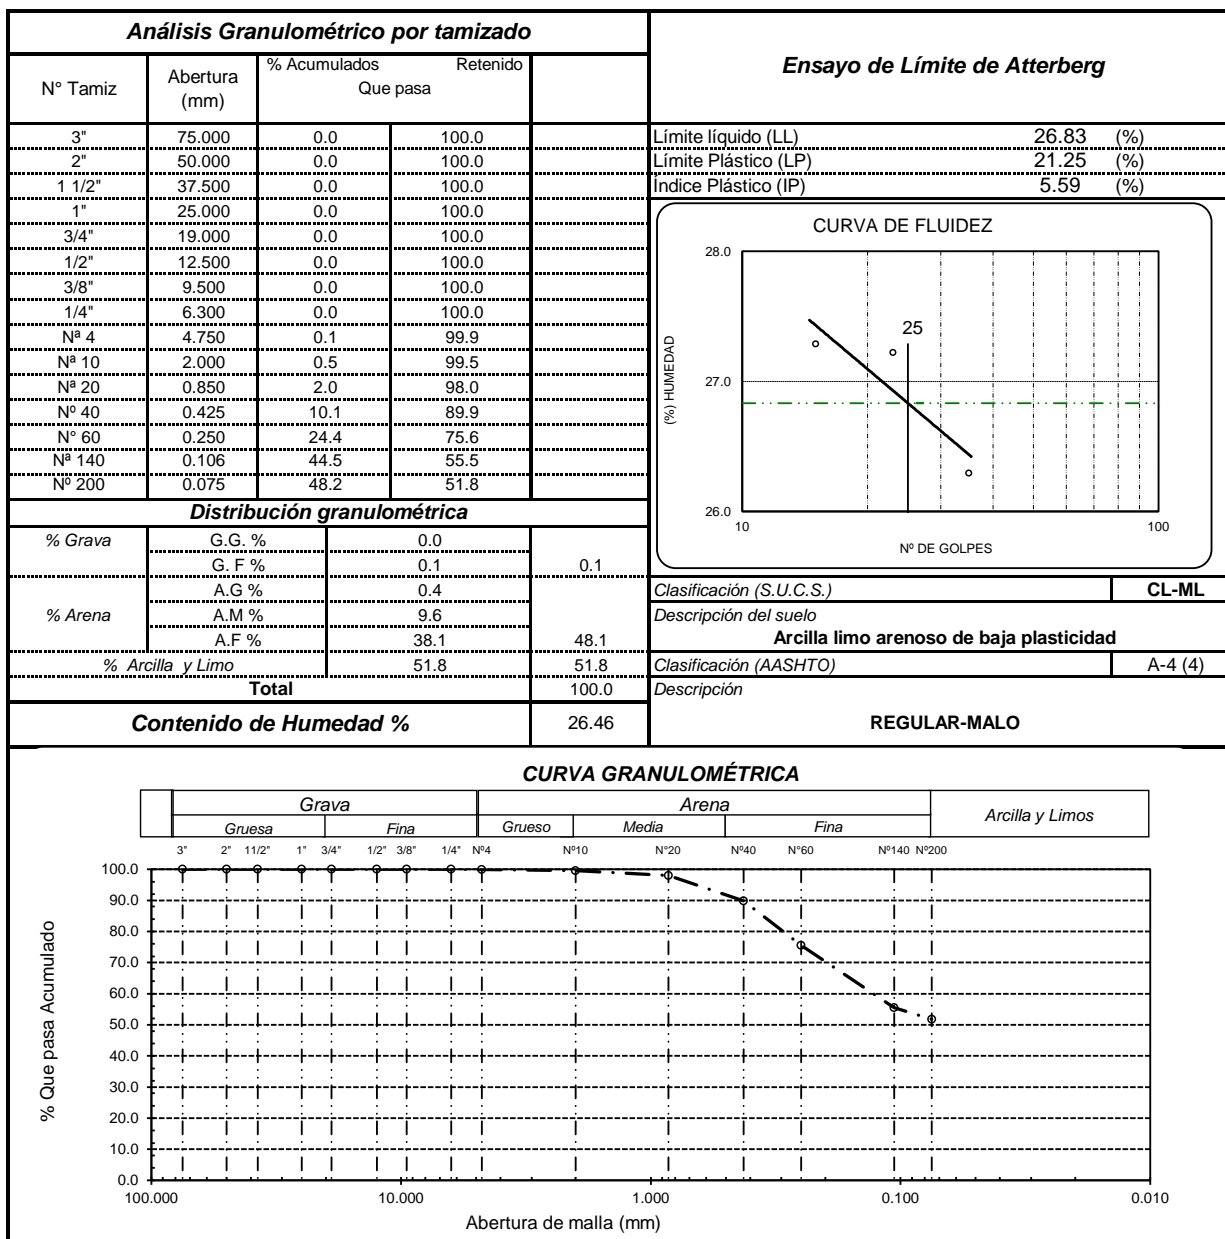 Análisis Granulométrico por tamizado
N° Tamiz
Abertura (mm)
% Acumulados Retenido
Que pasa
3" 75.000 0.0 100.0
2" 50.000 0.0 100.0
1 1/2" 37.500 0.0 100.0
1" 25.000 0.0 100.0
3/4" 19.000 0.0 100.0
1/2" 12.500 0.0 100.0
3/8" 9.500 0.0 100.0
1/4" 6.300 0.0 100.0
Nª 4 4.750 0.1 99.9
Nª 10 2.000 0.5 99.5
Nª 20 0.850 2.0 98.0
Nº 40 0.425 10.1 89.9
N° 60 0.250 24.4 75.6
Nª 140 0.106 44.5 55.5
Nº 200 0.075 48.2 51.8
Distribución granulométrica
% Grava G.G. % 0.0
G. F % 0.1 0.1
A.G % 0.4
% Arena A.M % 9.6
A.F % 38.1 48.1
% Arcilla y Limo 51.8 51.8
Total 100.0
Contenido de Humedad % 26.46
Ensayo de Límite de Atterberg
Límite líquido (LL) 26.83 (%)
Límite Plástico (LP) 21.25 (%)
Índice Plástico (IP) 5.59 (%)
CURVA DE FLUIDEZ
28.0
27.0
26.0
(%) HUMEDAD
25
10 100
Nº DE GOLPES
Clasificación (S.U.C.S.) CL-ML
Descripción del suelo
Arcilla limo arenoso de baja plasticidad
Clasificación (AASHTO) A-4 (4)
Descripción
REGULAR-MALO
CURVA GRANULOMÉTRICA
Grava Arena Arcilla y Limos
Gruesa Fina Grueso Media Fina
3" 2" 11/2" 1" 3/4" 1/2" 3/8" 1/4" Nº4 Nº10 N°20 N°40 N°60 Nº140 Nº200
100.0
90.0
80.0
70.0
60.0
50.0
40.0
30.0
20.0
10.0
0.0
% Que pasa Acumulado
100.000 10.000 1.000 0.100 0.010
Abertura de malla (mm)